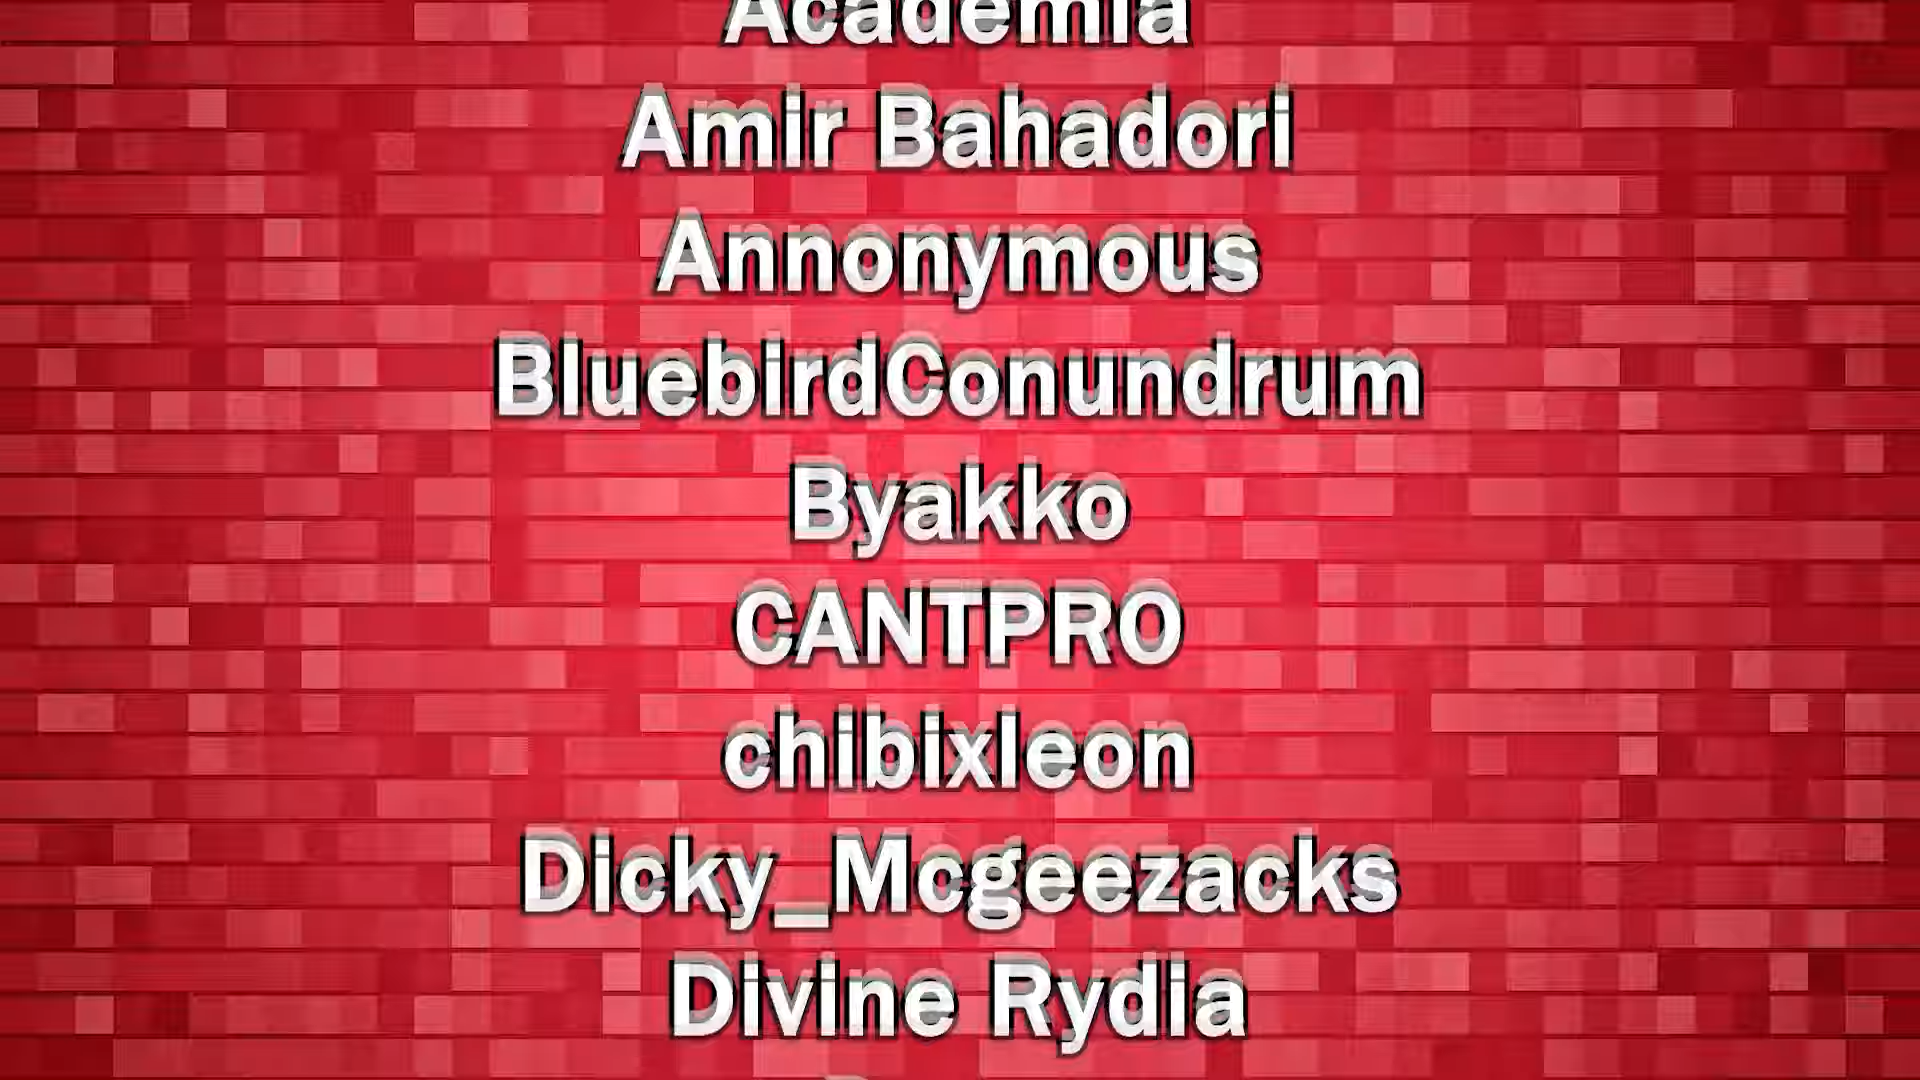 Academia
Amir Bahadori
Annonymous
BluebirdConundrum
Byakko
CANTPRO
chibixleon
Dicky_Mcgeezacks
Divine Rydia